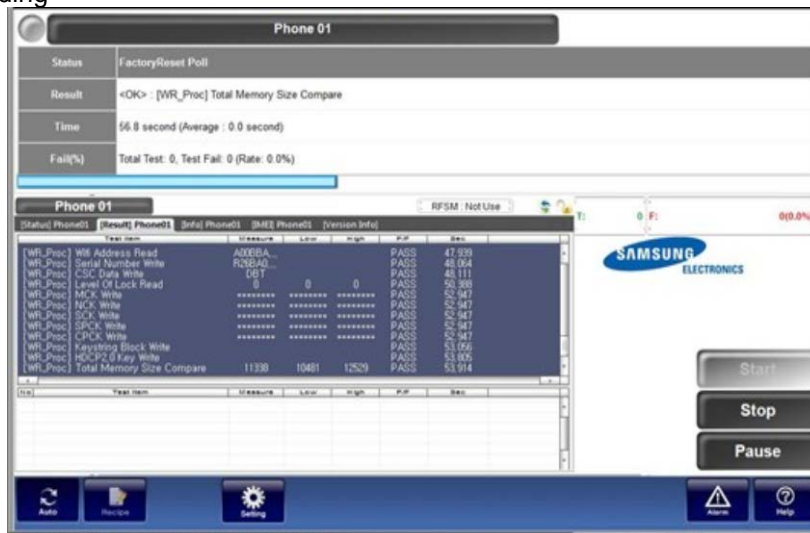 ding
Phone 01
Status FactoryReset Poll
Result <OK> : [WR_Proc] Total Memory Size Compare
Time 56.8 second (Average : 0.0 second)
Fail(%) Total Test: 0, Test Fail: 0 (Rate: 0.0%)
Phone 01 RFSM : Not Use T: 0 F: 0(0.0%
[Status] Phone01 [Result] Phone01 [Info] Phone01 [IMEI] Phone01 [Version Info]
Test Item Measure Low High P/F Sec
[WR_Proc] Wifi Address Read A00BBA... PASS 47,939
[WR_Proc] Serial Number Write R26BA0... PASS 48,064
[WR_Proc] CSC Data Write DBT PASS 48,111
[WR_Proc] Level Of Lock Read 0 0 0 PASS 50,388
[WR_Proc] MCK Write ******** ******** ******** PASS 52,947
[WR_Proc] NCK Write ******** ******** ******** PASS 52,947
[WR_Proc] SCK Write ******** ******** ******** PASS 52,947
[WR_Proc] SPCK Write ******** ******** ******** PASS 52,947
[WR_Proc] CPCK Write ******** ******** ******** PASS 52,947
[WR_Proc] Keystring Block Write PASS 53,056
[WR_Proc] HDCP2.0 Key Write PASS 53,805
[WR_Proc] Total Memory Size Compare 11338 10481 12529 PASS 53,914
No Test Item Measure Low High P/F Sec
SAMSUNG
ELECTRONICS
Start
Stop
Pause
Auto Recipe Setting Alarm Help